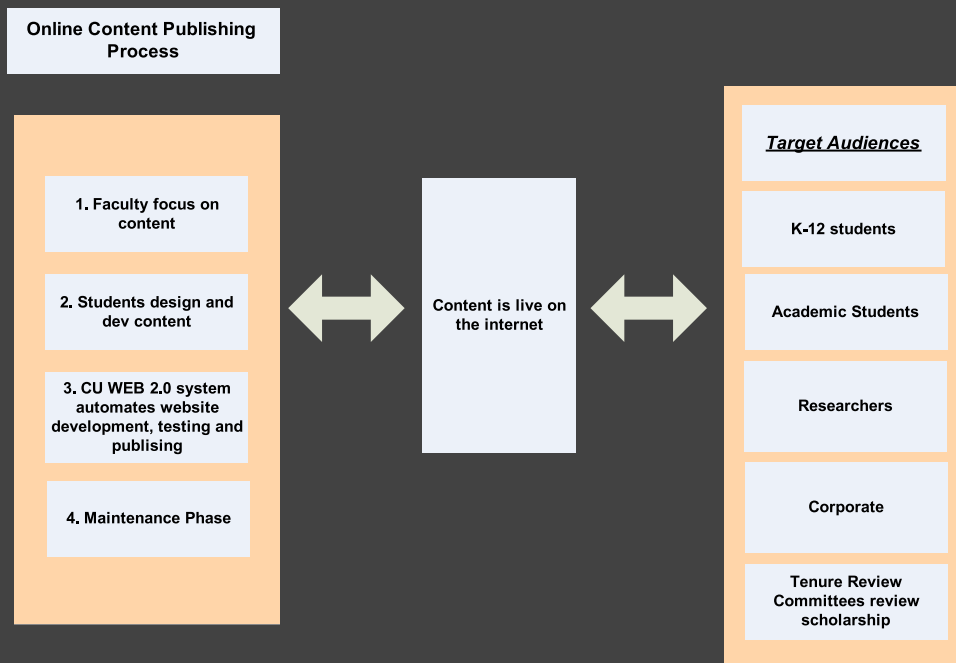 Online Content Publishing
Process
1. Faculty focus on
content
2. Students design and
dev content
3. CU WEB 2.0 system
automates website
development, testing and
publising
4. Maintenance Phase
Content is live on
the internet
Target Audiences
K-12 students
Academic Students
Researchers
Corporate
Tenure Review
Committees review
scholarship